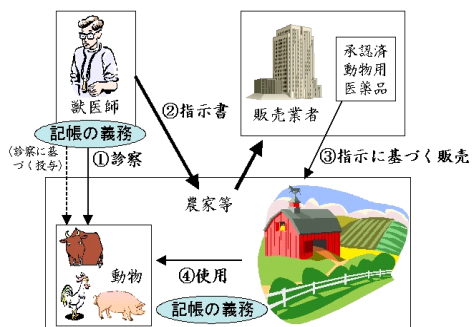 獣医師
記帳の義務
(診察に基
づく投与)
①診察
②指示書
販売業者
承認済
動物用
医薬品
③指示に基づく販売
農家等
動物
④使用
記帳の義務